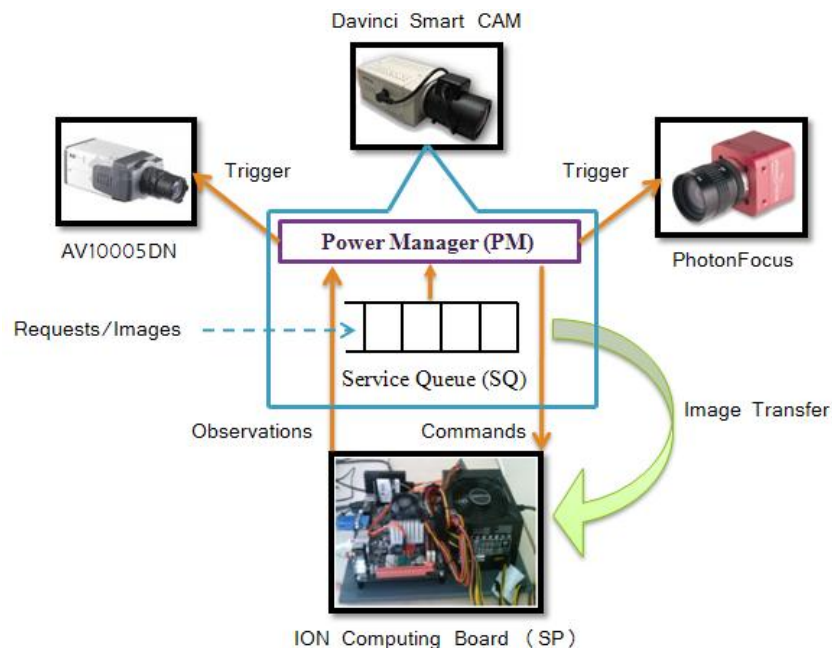 Davinci Smart CAM
Trigger
Trigger
AV10005DN
Power Manager (PM)
PhotonFocus
Requests/Images
Service Queue (SQ)
Image Transfer
Observations
Commands
ION Computing Board (SP)